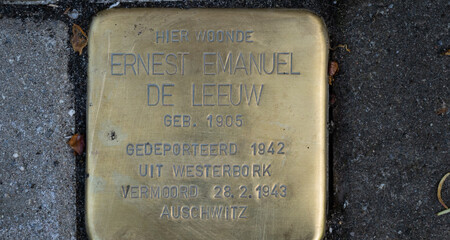 HIER WOONDE
ERNEST EMANUEL
DE LEEUW
GEB. 1905
GEDEPORTEERD 1942
UIT WESTERBORK
VERMOORD 28.2.1943
AUSCHWITZ